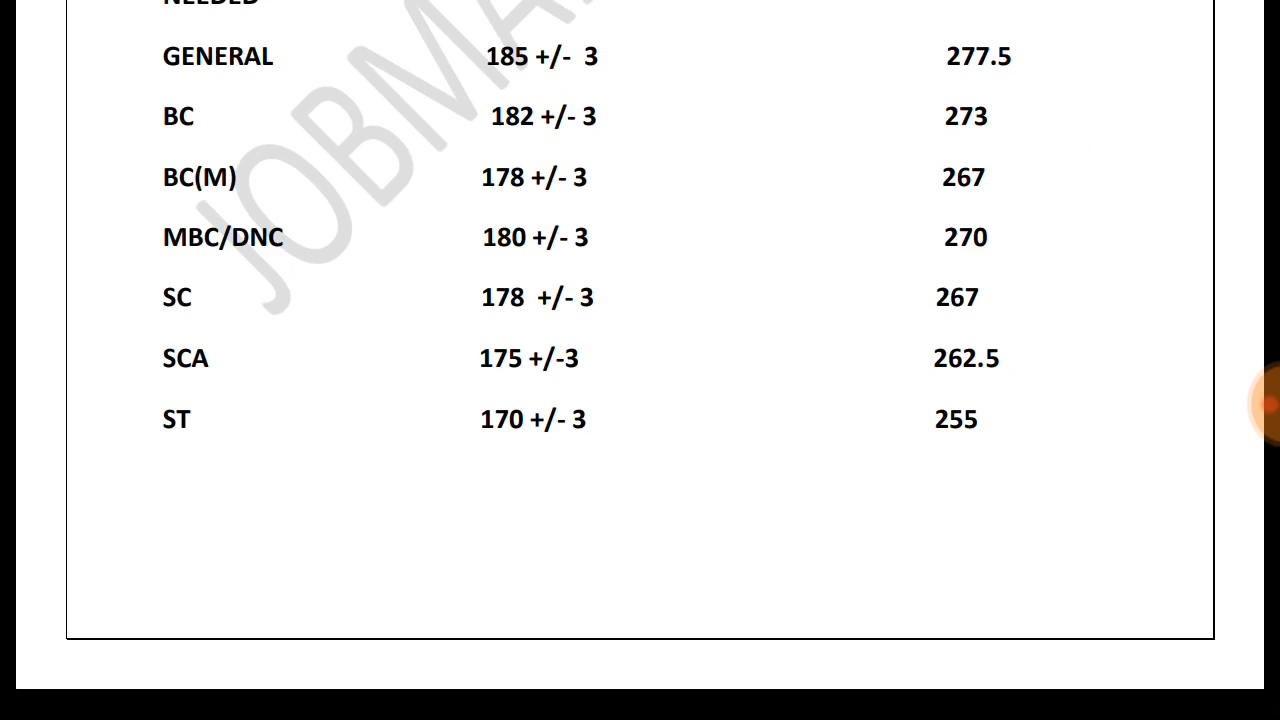 NEEDED
GENERAL 185 +/- 3 277.5
BC 182 +/- 3 273
BC(M) 178 +/- 3 267
MBC/DNC 180 +/- 3 270
SC 178 +/- 3 267
SCA 175 +/-3 262.5
ST 170 +/- 3 255